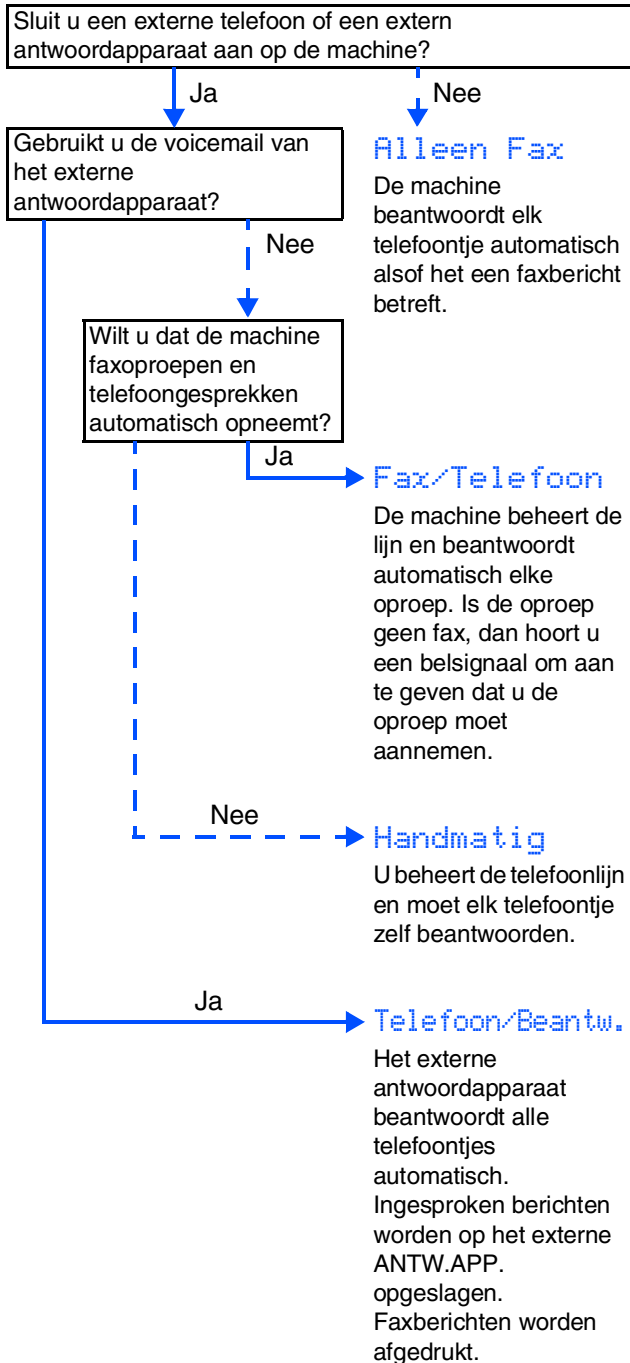 Sluit u een externe telefoon of een extern
antwoordapparaat aan op de machine?
Ja
Nee
Gebruikt u de voicemail van
het externe
antwoordapparaat?
Alleen Fax
De machine
beantwoordt elk
telefoontje automatisch
alsof het een faxbericht
betreft.
Nee
Wilt u dat de machine
faxoproepen en
telefoongesprekken
automatisch opneemt?
Ja
Fax/Telefoon
De machine beheert de
lijn en beantwoordt
automatisch elke
oproep. Is de oproep
geen fax, dan hoort u
een belsignaal om aan
te geven dat u de
oproep moet
aannemen.
Nee
Handmatig
U beheert de telefoonlijn
en moet elk telefoontje
zelf beantwoorden.
Ja
Telefoon/Beantw.
Het externe
antwoordapparaat
beantwoordt alle
telefoontjes
automatisch.
Ingesproken berichten
worden op het externe
ANTW.APP.
opgeslagen.
Faxberichten worden
afgedrukt.